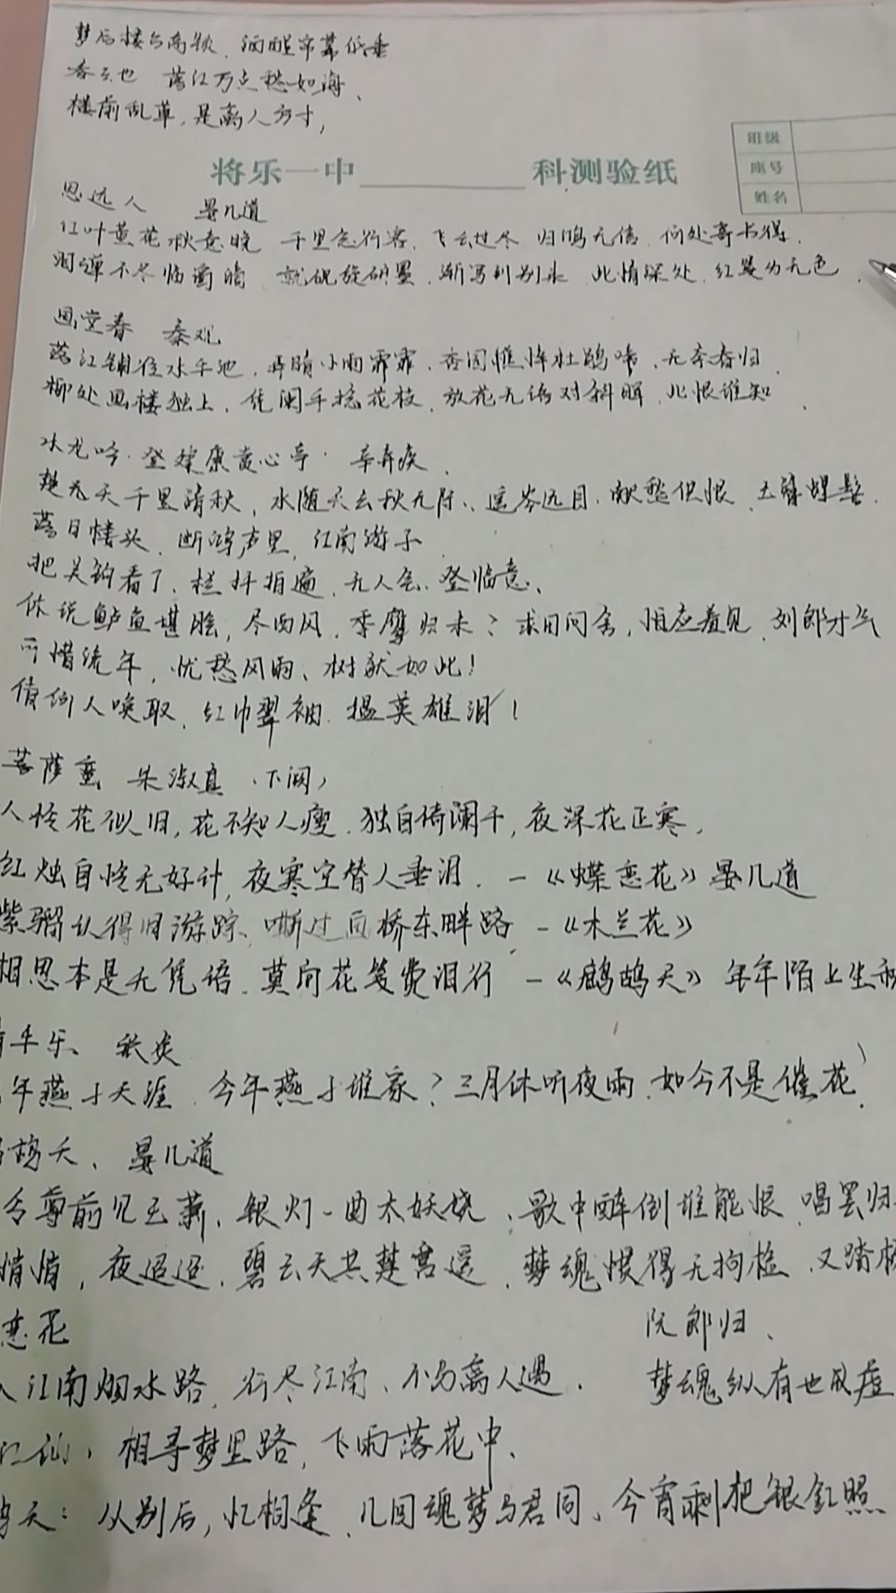 梦后楼台高锁、酒醒帘幕低垂
春去也 落红万点愁如海、
楼前乱草,是离人方寸,
班级
将乐一中 科测验纸
座号
姓名
思远人 晏几道
红叶黄花秋意晚 千里念行客、飞云过尽 归鸿无信 何处寄书得、
泪弹不尽临窗滴 就砚旋研墨、渐写到别来 此情深处、红笺为无色、
画堂春 秦观
落红铺径水平池、弄晴小雨霏霏、杏园憔悴杜鹃啼、无奈春归、
柳处画楼独上、凭阑手捻花枝、放花无语对斜晖、此恨谁知、
水龙吟·登建康赏心亭· 辛弃疾、
楚天千里清秋、水随天去秋无际、遥岑远目、献愁供恨、玉簪螺髻、
落日楼头、断鸿声里、江南游子、
把吴钩看了、栏杆拍遍、无人会、登临意、
休说鲈鱼堪脍,尽西风,季鹰归未?求田问舍,怕应羞见、刘郎才气
可惜流年,忧愁风雨、树犹如此!
倩何人唤取、红巾翠袖、揾英雄泪!
菩萨蛮 朱淑真(下阕)
人怜花似旧,花不知人瘦、独自倚阑干,夜深花正寒、
红烛自怜无好计,夜寒空替人垂泪、—《蝶恋花》晏几道
紫骝认得旧游踪、嘶过画桥东畔路、—《木兰花》
相思本是无凭语、莫向花笺费泪行 —《鹧鸪天》 年年陌上生秋
平乐、张炎
年燕子天涯、今年燕子谁家?三月休听夜雨、如今不是催花、
鸪天、晏几道
令尊前见玉箫、银灯一曲太妖娆、歌中醉倒谁能恨、唱罢归
悄悄,夜迢迢、碧云天共楚宫遥、梦魂惯得无拘检、又踏杨
恋花 阮郎归、
入江南烟水路、行尽江南、不与离人遇、 梦魂纵有也成虚
江仙、相寻梦里路、飞雨落花中、
鸪天:从别后,忆相逢、几回魂梦与君同、今宵剩把银釭照